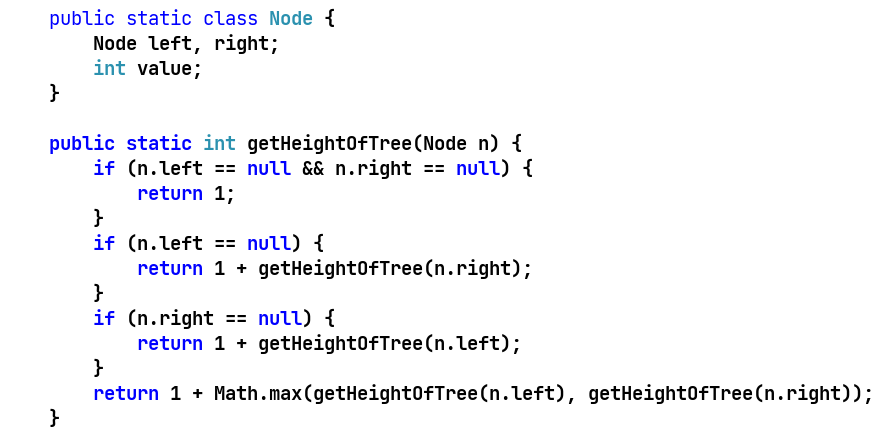 public static class Node {
    Node left, right;
    int value;
}

public static int getHeightOfTree(Node n) {
    if (n.left == null && n.right == null) {
        return 1;
    }
    if (n.left == null) {
        return 1 + getHeightOfTree(n.right);
    }
    if (n.right == null) {
        return 1 + getHeightOfTree(n.left);
    }
    return 1 + Math.max(getHeightOfTree(n.left), getHeightOfTree(n.right));
}